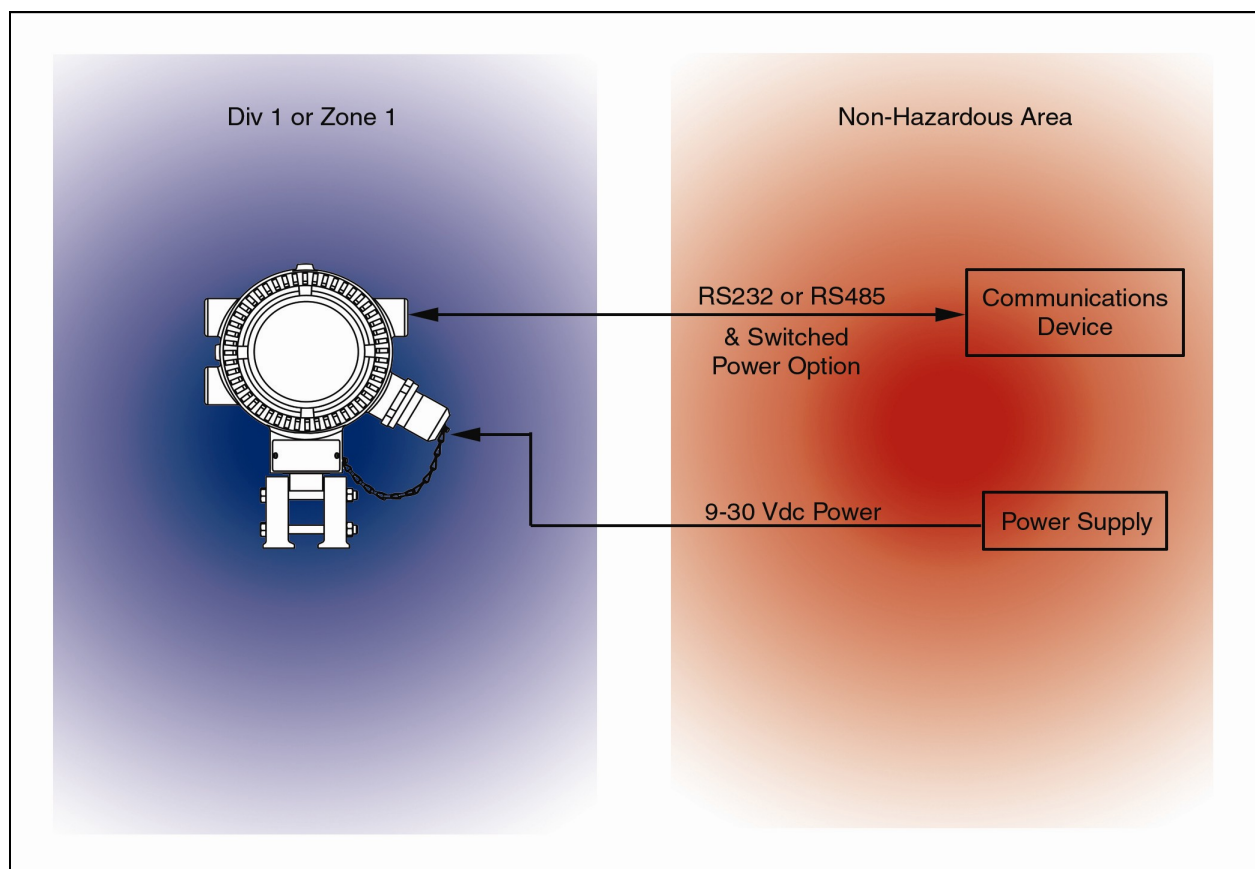 Div 1 or Zone 1
Non-Hazardous Area
RS232 or RS485
& Switched
Power Option
Communications
Device
9-30 Vdc Power
Power Supply